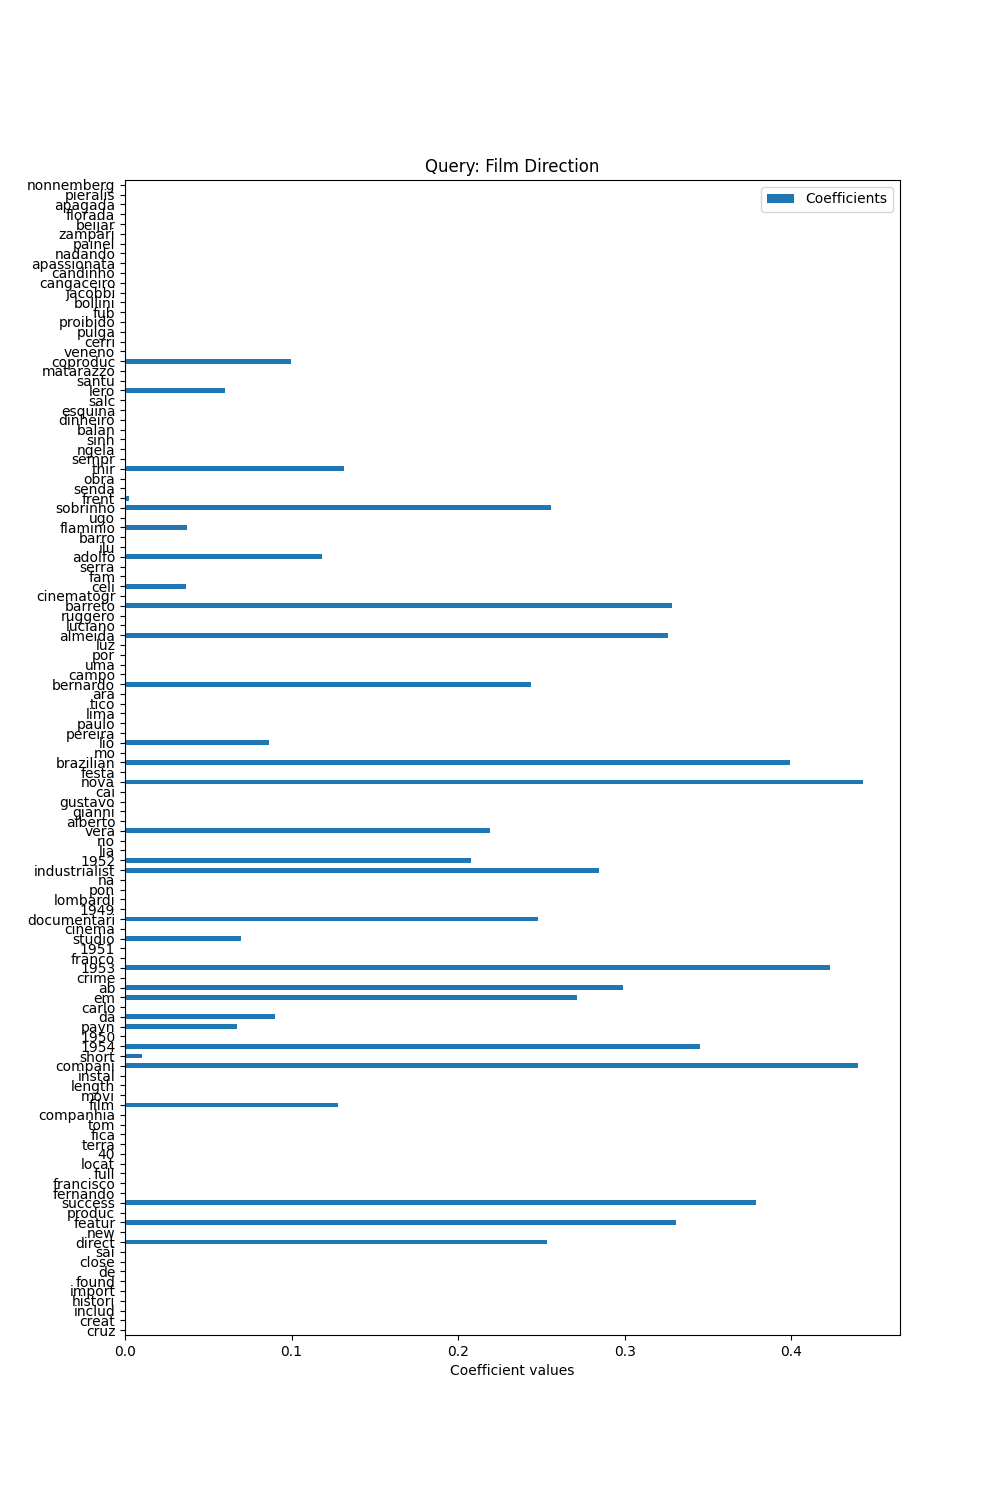 Query: Film Direction
Coefficients
nonnemberg
pieralis
apagada
florada
beijar
zampari
painel
nadando
apassionata
candinho
cangaceiro
jacobbi
bollini
fub
proibido
pulga
cerri
veneno
coproduc
matarazzo
santu
lero
salc
esquina
dinheiro
balan
sinh
ngela
sempr
thir
obra
senda
frent
sobrinho
ugo
flaminio
barro
ilu
adolfo
serra
fam
celi
cinematogr
barreto
ruggero
luciano
almeida
luz
por
uma
campo
bernardo
ara
tico
lima
paulo
pereira
lio
mo
brazilian
festa
nova
cai
gustavo
gianni
alberto
vera
rio
lia
1952
industrialist
na
pon
lombardi
1949
documentari
cinema
studio
1951
franco
1953
crime
ab
em
carlo
da
payn
1950
1954
short
compani
instal
length
movi
film
companhia
tom
fica
terra
40
locat
full
francisco
fernando
success
produc
featur
new
direct
sai
close
de
found
import
histori
includ
creat
cruz
0.0 0.1 0.2 0.3 0.4
Coefficient values